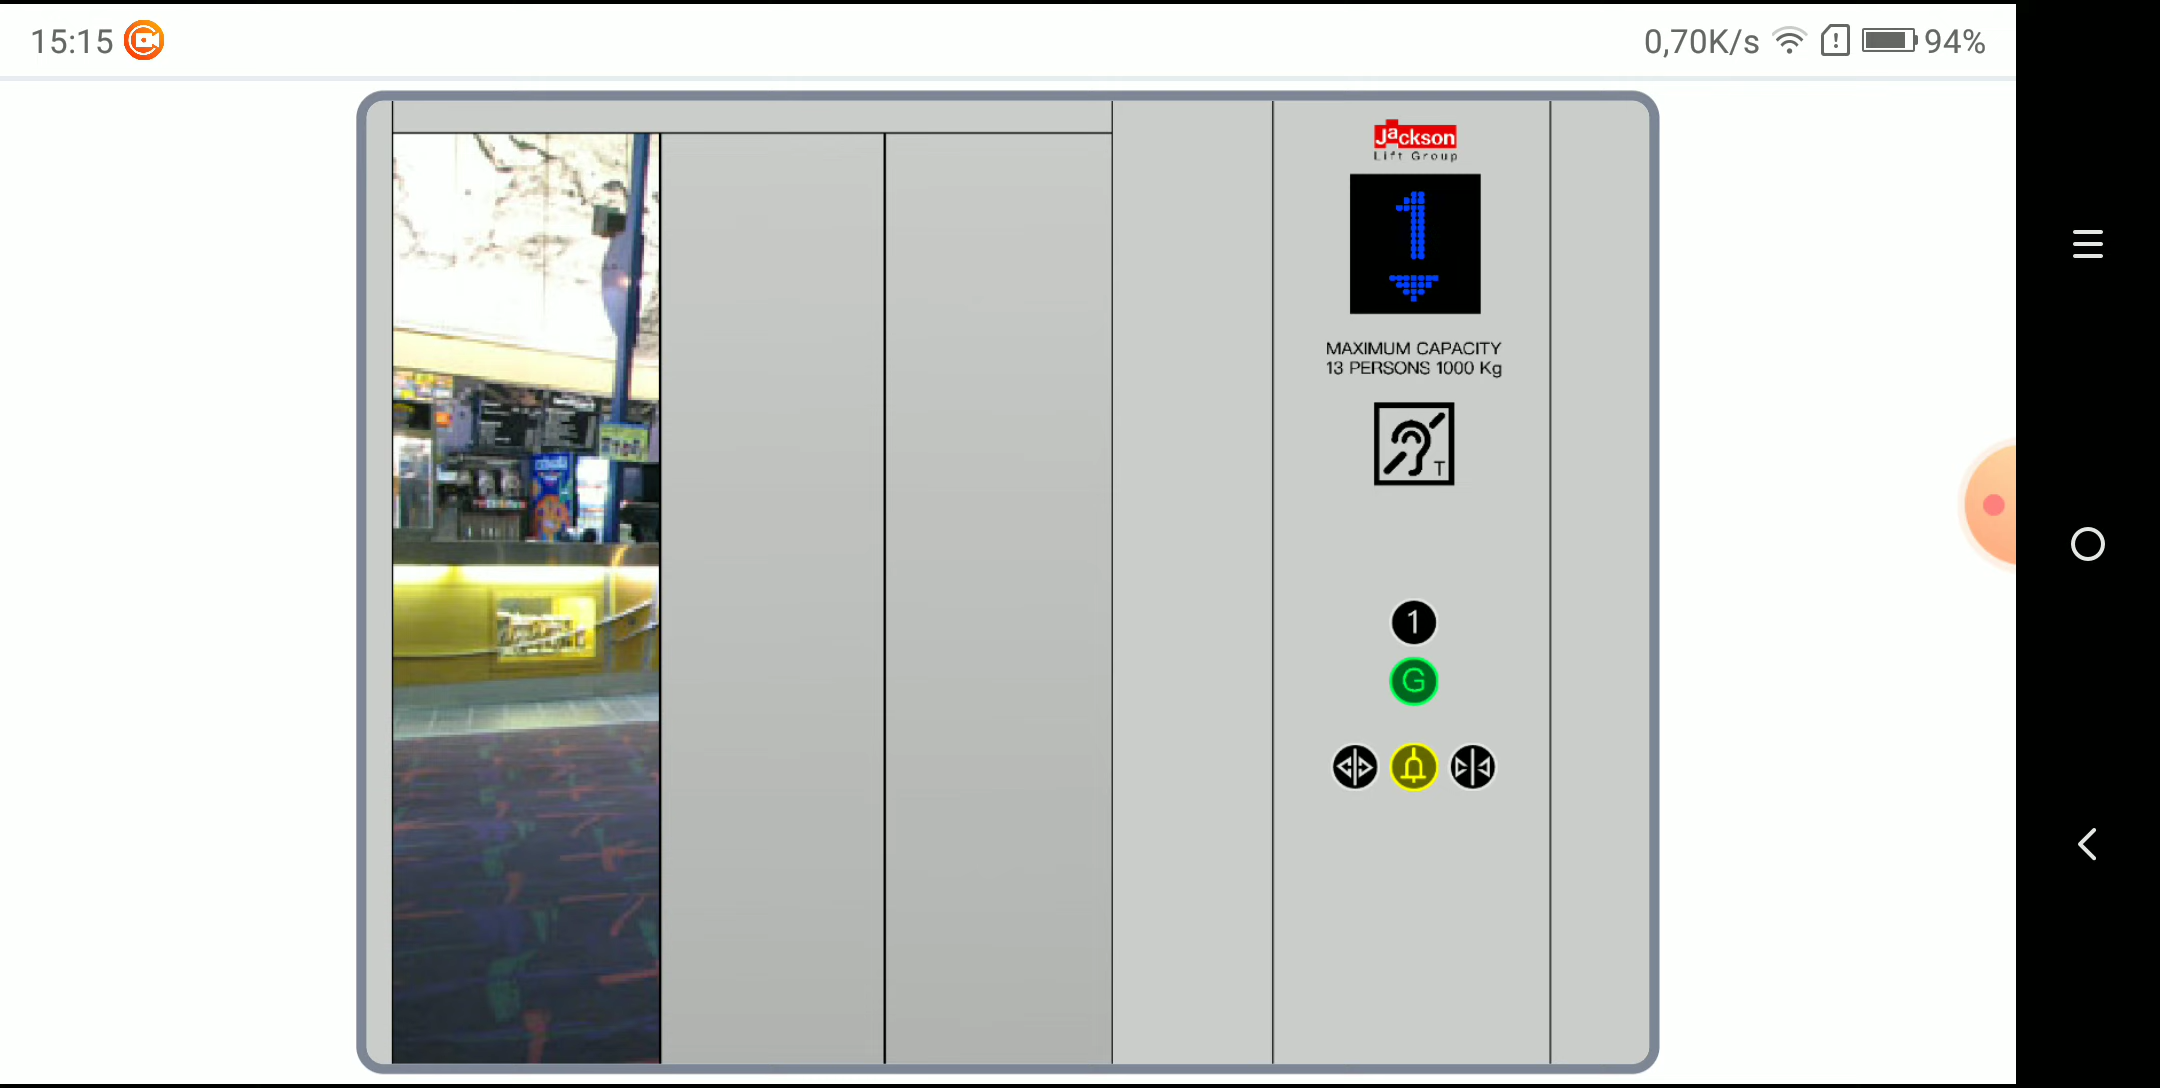 15:15
0,70K/s 94%
Jackson
Lift Group
1
MAXIMUM CAPACITY
13 PERSONS 1000 Kg
T
1
G